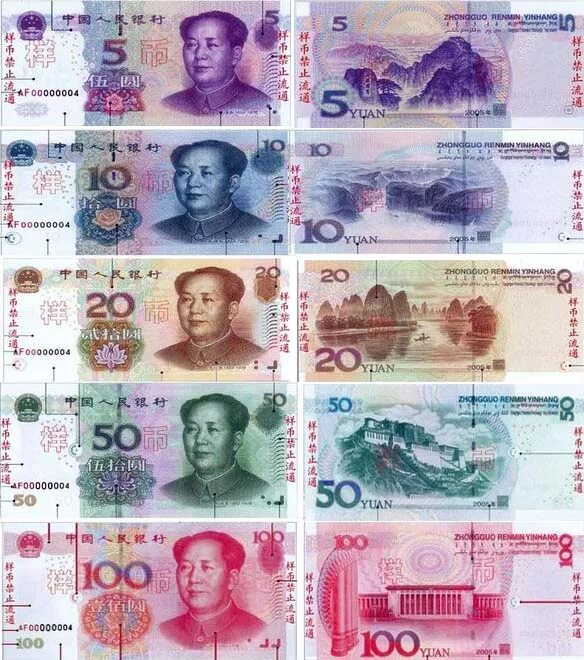 中国人民银行
5
样 5 币
伍圆
AF00000004
样币禁止流通
5
ZHONGGUO RENMIN YINHANG
5
样币禁止流通
5 YUAN
2005年
中国人民银行
10
样 10 币
拾圆
AF00000004
样币禁止流通
10
ZHONGGUO RENMIN YINHANG
10
样 币
样币禁止流通
10 YUAN
2005年
中国人民银行
20
样 20 币
贰拾圆
AF00000004
样币禁止流通
20
ZHONGGUO RENMIN YINHANG
20
样币禁止流通
20 YUAN
2005年
中国人民银行
50
样 50 币
伍拾圆
AF00000004
50
样币禁止流通
50
ZHONGGUO RENMIN YINHANG
50
样币禁止流通
50 YUAN
2005年
中国人民银行
100
样 100 币
壹佰圆
AF00000004
100
样币禁止流通
100
ZHONGGUO RENMIN YINHANG
100
样 币
样币禁止流通
100 YUAN
2005年